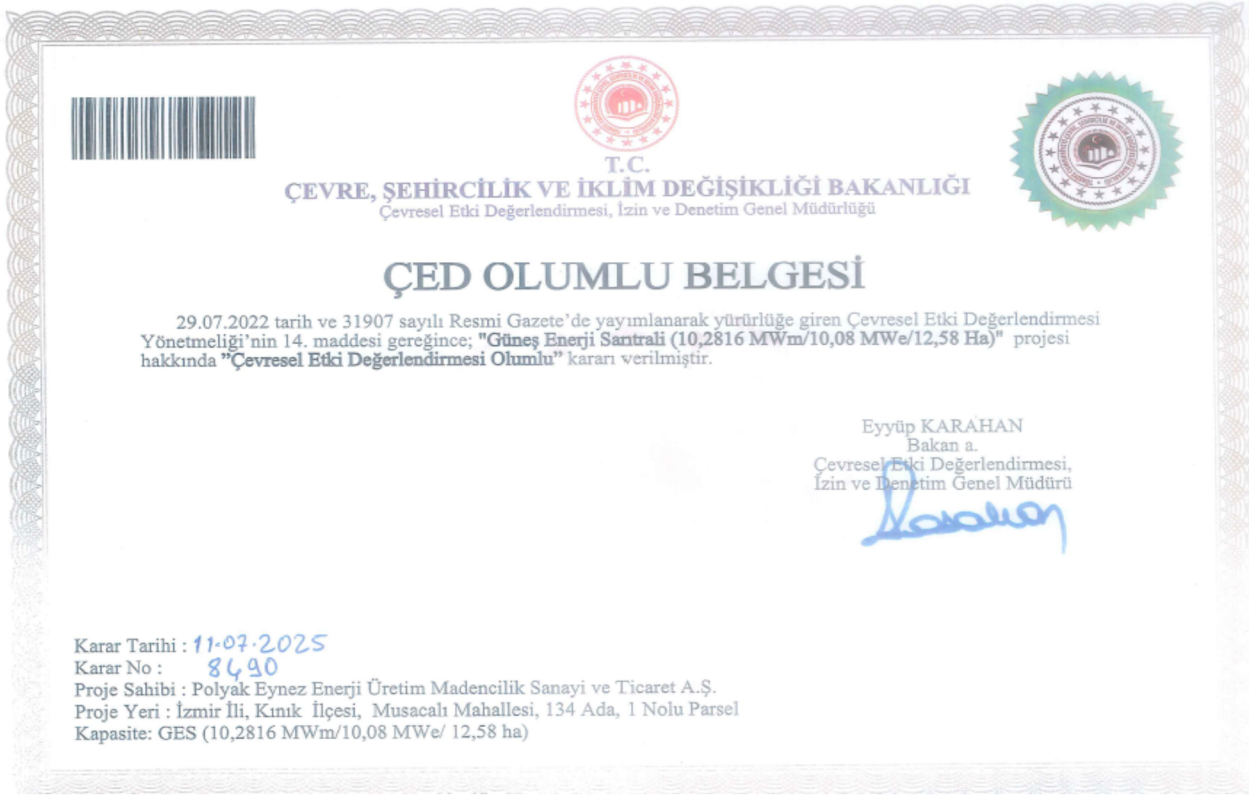 T.C.
ÇEVRE, ŞEHİRCİLİK VE İKLİM DEĞİŞİKLİĞİ BAKANLIĞI
Çevresel Etki Değerlendirmesi, İzin ve Denetim Genel Müdürlüğü
ÇED OLUMLU BELGESİ
29.07.2022 tarih ve 31907 sayılı Resmi Gazete’de yayımlanarak yürürlüğe giren Çevresel Etki Değerlendirmesi
Yönetmeliği’nin 14. maddesi gereğince; "Güneş Enerji Santrali (10,2816 MWm/10,08 MWe/12,58 Ha)" projesi
hakkında ”Çevresel Etki Değerlendirmesi Olumlu” kararı verilmiştir.
Eyyüp KARAHAN
Bakan a.
Çevresel Etki Değerlendirmesi,
İzin ve Denetim Genel Müdürü
Karar Tarihi : 11.07.2025
Karar No : 8490
Proje Sahibi : Polyak Eynez Enerji Üretim Madencilik Sanayi ve Ticaret A.Ş.
Proje Yeri : İzmir İli, Kınık İlçesi, Musacalı Mahallesi, 134 Ada, 1 Nolu Parsel
Kapasite: GES (10,2816 MWm/10,08 MWe/ 12,58 ha)